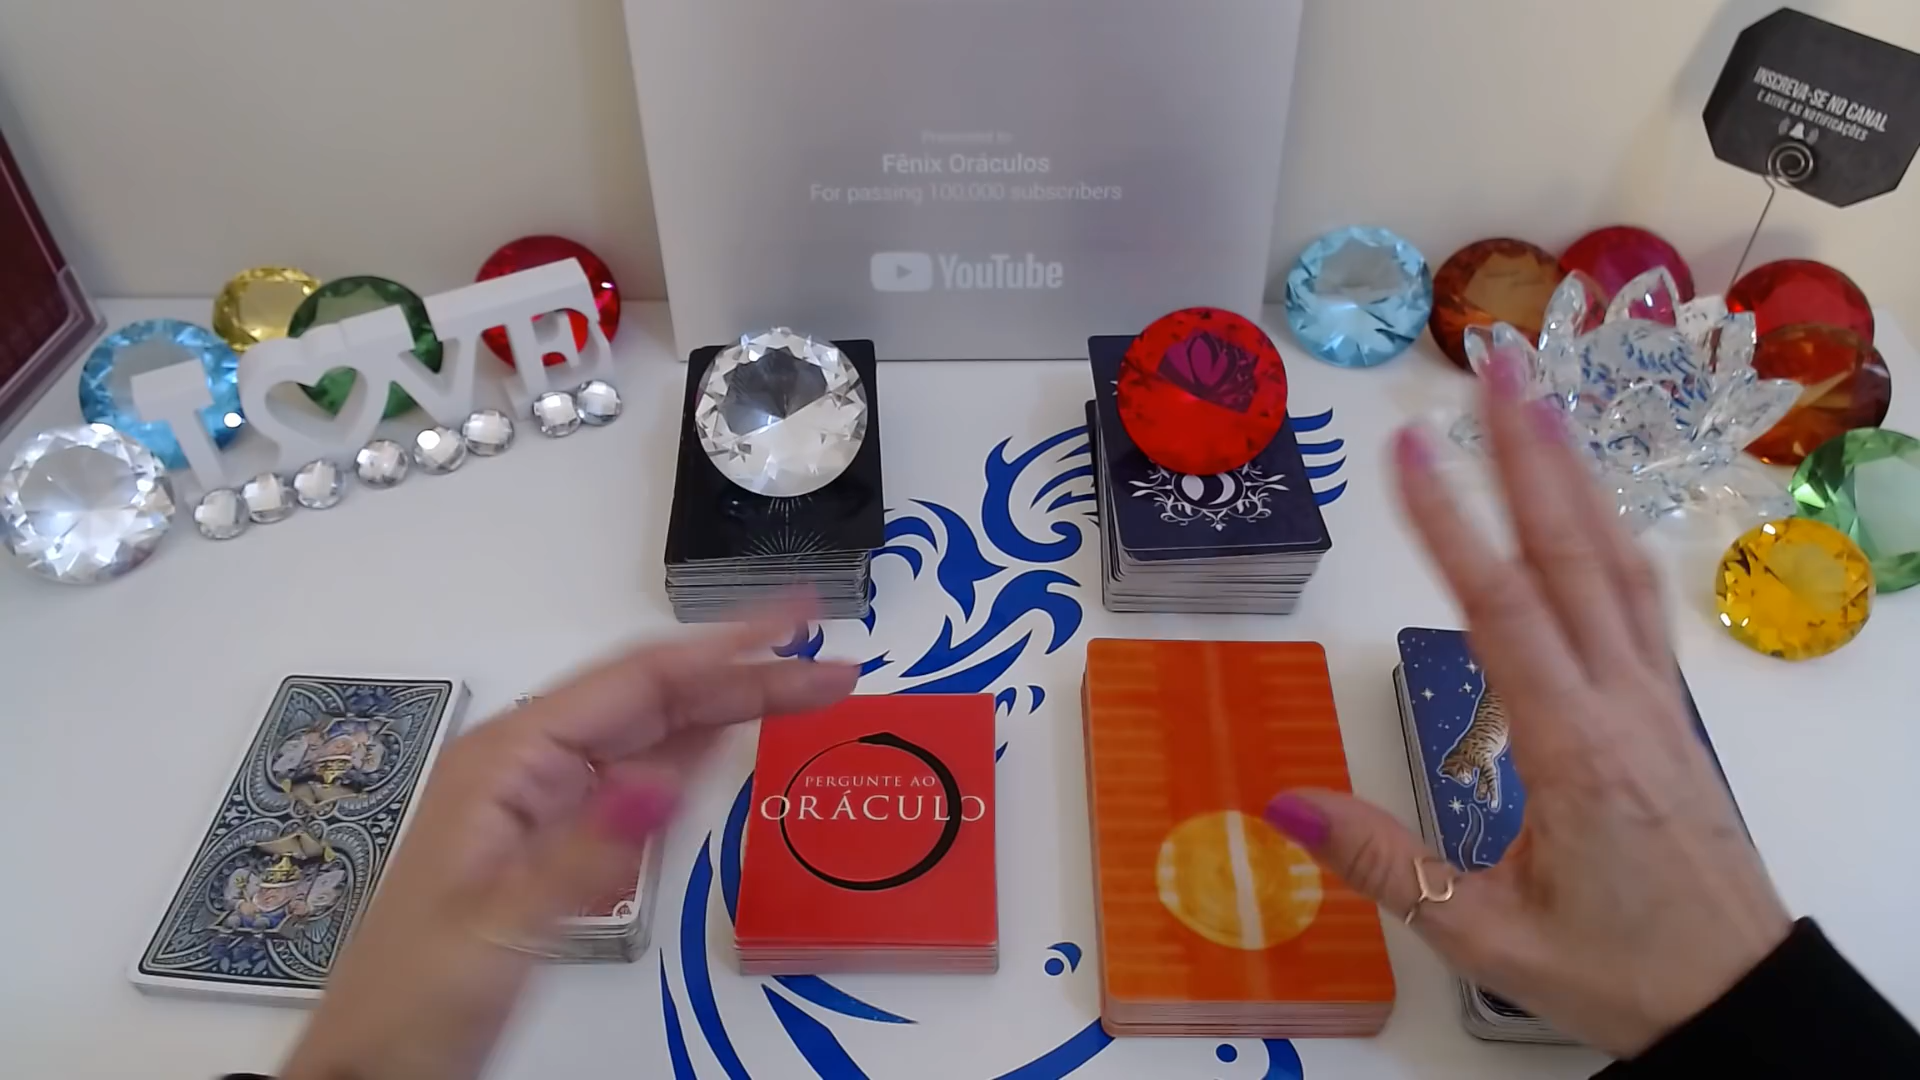 Presented to
Fênix Oráculos
For passing 100,000 subscribers
YouTube
INSCREVA-SE NO CANAL
E ATIVE AS NOTIFICAÇÕES
LOVE
PERGUNTE AO
ORÁCULO